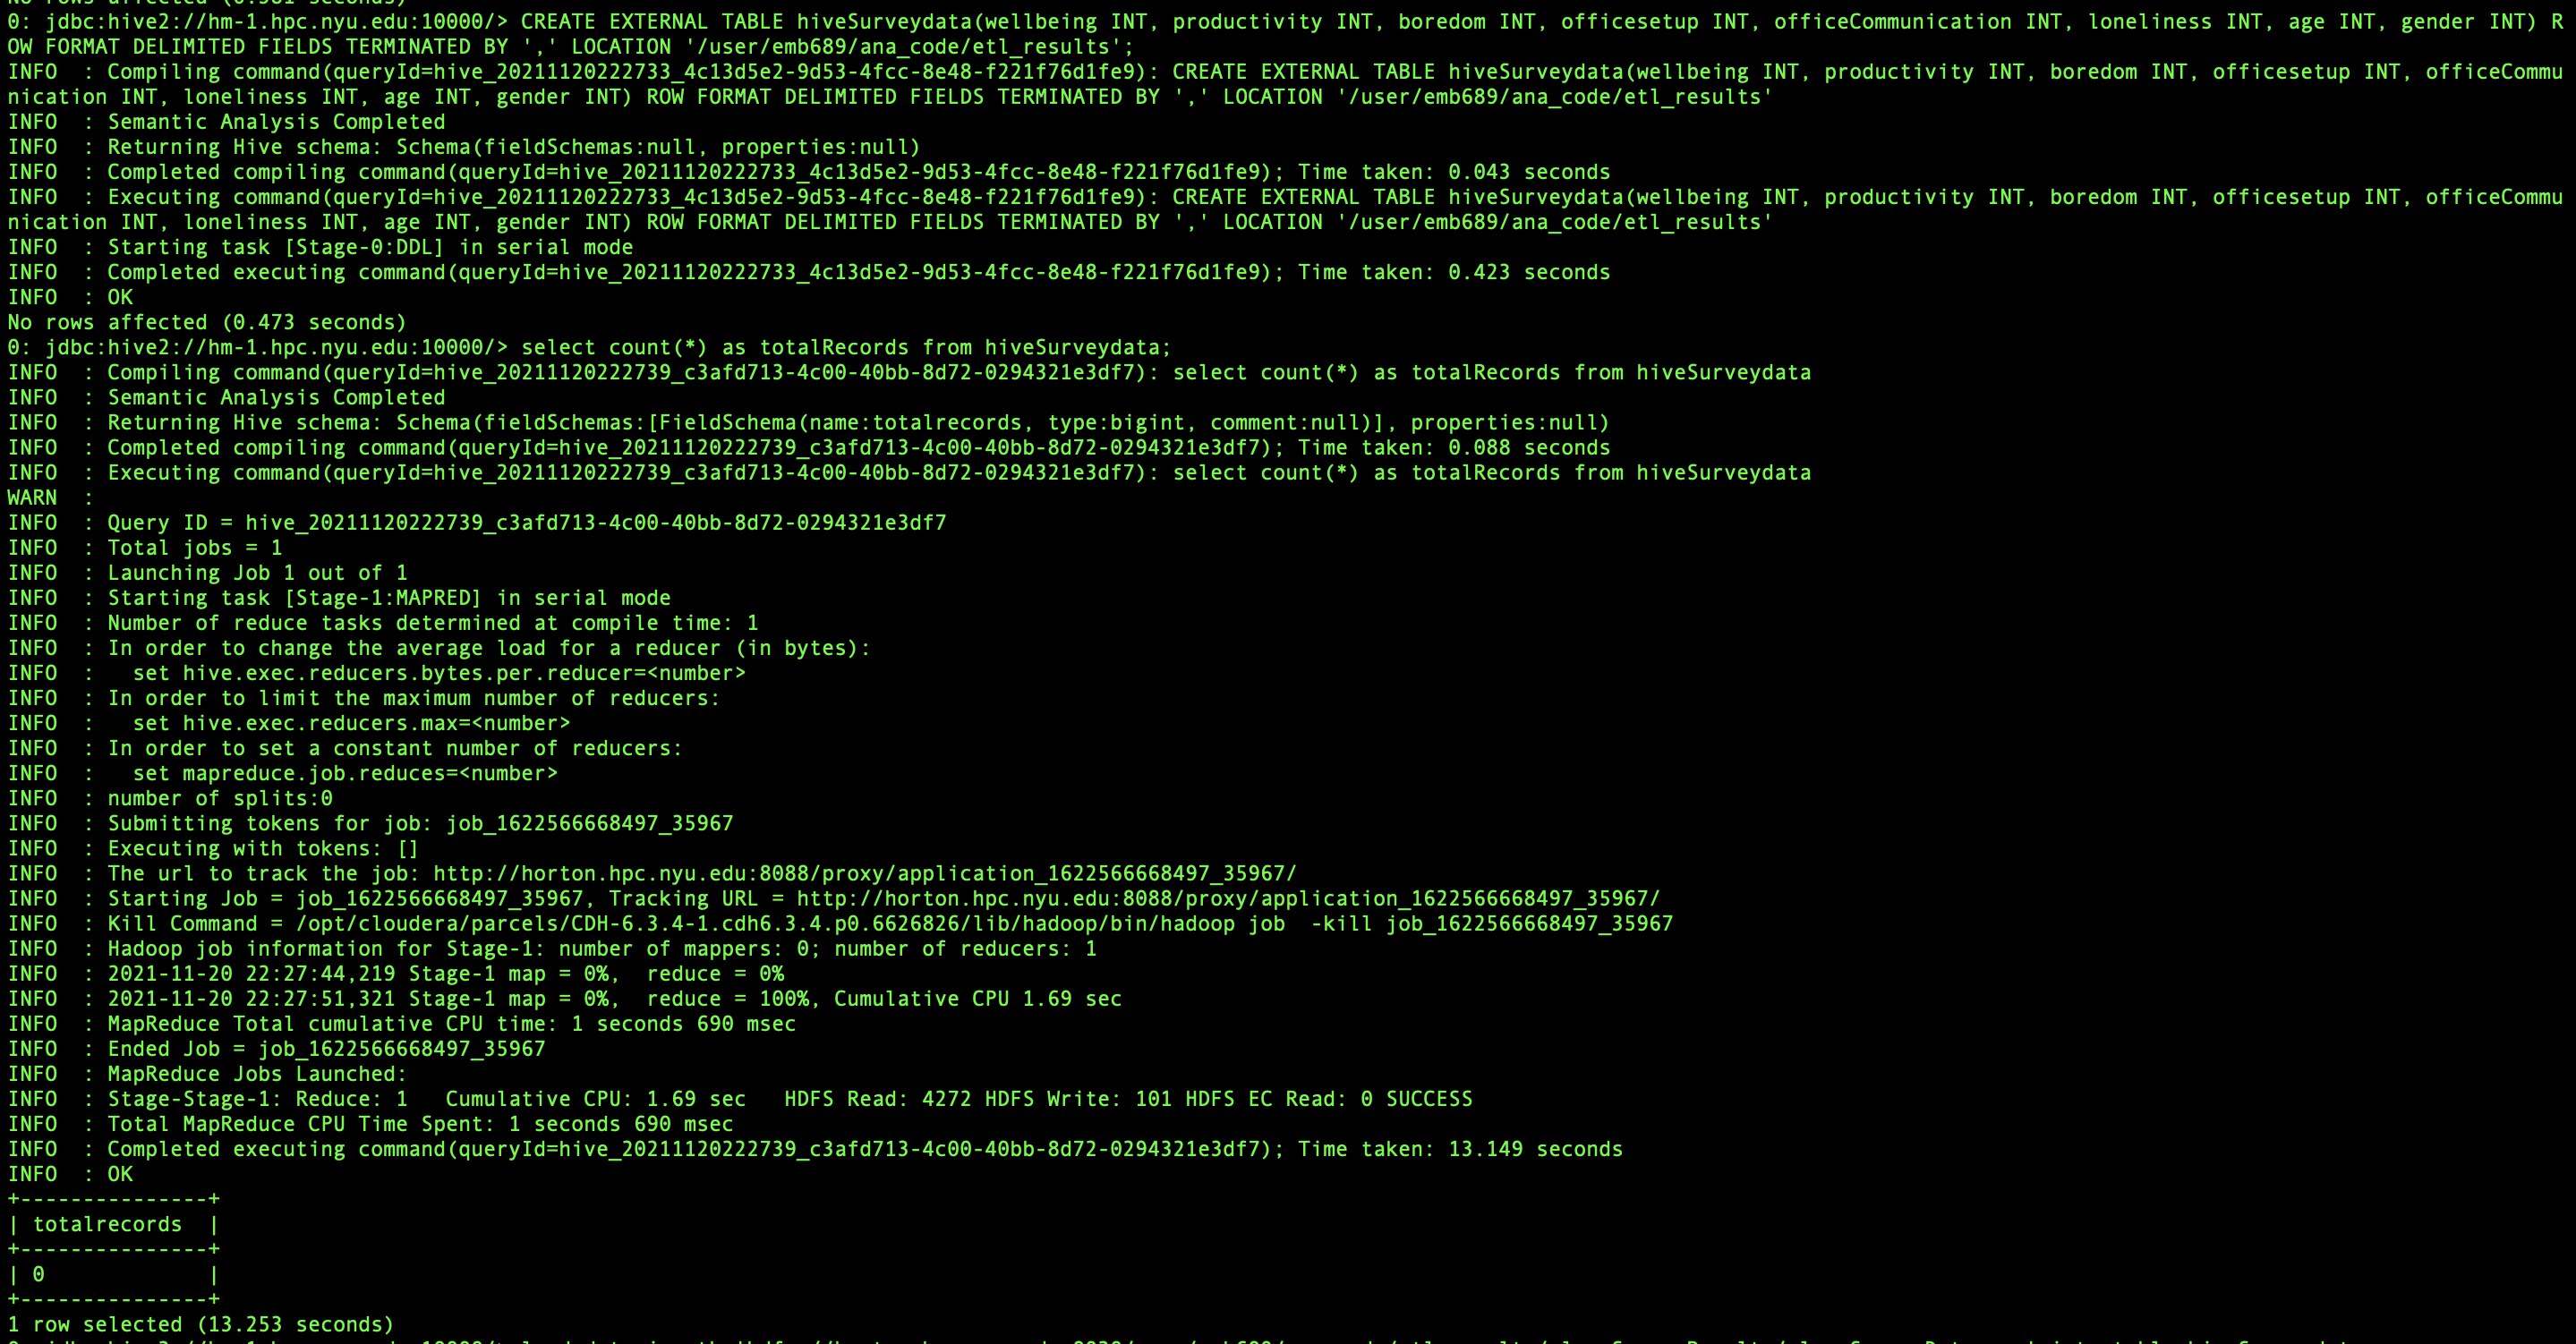 No rows affected (0.381 seconds)
0: jdbc:hive2://hm-1.hpc.nyu.edu:10000/> CREATE EXTERNAL TABLE hiveSurveydata(wellbeing INT, productivity INT, boredom INT, officesetup INT, officeCommunication INT, loneliness INT, age INT, gender INT) R
OW FORMAT DELIMITED FIELDS TERMINATED BY ',' LOCATION '/user/emb689/ana_code/etl_results';
INFO  : Compiling command(queryId=hive_20211120222733_4c13d5e2-9d53-4fcc-8e48-f221f76d1fe9): CREATE EXTERNAL TABLE hiveSurveydata(wellbeing INT, productivity INT, boredom INT, officesetup INT, officeCommu
nication INT, loneliness INT, age INT, gender INT) ROW FORMAT DELIMITED FIELDS TERMINATED BY ',' LOCATION '/user/emb689/ana_code/etl_results'
INFO  : Semantic Analysis Completed
INFO  : Returning Hive schema: Schema(fieldSchemas:null, properties:null)
INFO  : Completed compiling command(queryId=hive_20211120222733_4c13d5e2-9d53-4fcc-8e48-f221f76d1fe9); Time taken: 0.043 seconds
INFO  : Executing command(queryId=hive_20211120222733_4c13d5e2-9d53-4fcc-8e48-f221f76d1fe9): CREATE EXTERNAL TABLE hiveSurveydata(wellbeing INT, productivity INT, boredom INT, officesetup INT, officeCommu
nication INT, loneliness INT, age INT, gender INT) ROW FORMAT DELIMITED FIELDS TERMINATED BY ',' LOCATION '/user/emb689/ana_code/etl_results'
INFO  : Starting task [Stage-0:DDL] in serial mode
INFO  : Completed executing command(queryId=hive_20211120222733_4c13d5e2-9d53-4fcc-8e48-f221f76d1fe9); Time taken: 0.423 seconds
INFO  : OK
No rows affected (0.473 seconds)
0: jdbc:hive2://hm-1.hpc.nyu.edu:10000/> select count(*) as totalRecords from hiveSurveydata;
INFO  : Compiling command(queryId=hive_20211120222739_c3afd713-4c00-40bb-8d72-0294321e3df7): select count(*) as totalRecords from hiveSurveydata
INFO  : Semantic Analysis Completed
INFO  : Returning Hive schema: Schema(fieldSchemas:[FieldSchema(name:totalrecords, type:bigint, comment:null)], properties:null)
INFO  : Completed compiling command(queryId=hive_20211120222739_c3afd713-4c00-40bb-8d72-0294321e3df7); Time taken: 0.088 seconds
INFO  : Executing command(queryId=hive_20211120222739_c3afd713-4c00-40bb-8d72-0294321e3df7): select count(*) as totalRecords from hiveSurveydata
WARN  :
INFO  : Query ID = hive_20211120222739_c3afd713-4c00-40bb-8d72-0294321e3df7
INFO  : Total jobs = 1
INFO  : Launching Job 1 out of 1
INFO  : Starting task [Stage-1:MAPRED] in serial mode
INFO  : Number of reduce tasks determined at compile time: 1
INFO  : In order to change the average load for a reducer (in bytes):
INFO  :   set hive.exec.reducers.bytes.per.reducer=<number>
INFO  : In order to limit the maximum number of reducers:
INFO  :   set hive.exec.reducers.max=<number>
INFO  : In order to set a constant number of reducers:
INFO  :   set mapreduce.job.reduces=<number>
INFO  : number of splits:0
INFO  : Submitting tokens for job: job_1622566668497_35967
INFO  : Executing with tokens: []
INFO  : The url to track the job: http://horton.hpc.nyu.edu:8088/proxy/application_1622566668497_35967/
INFO  : Starting Job = job_1622566668497_35967, Tracking URL = http://horton.hpc.nyu.edu:8088/proxy/application_1622566668497_35967/
INFO  : Kill Command = /opt/cloudera/parcels/CDH-6.3.4-1.cdh6.3.4.p0.6626826/lib/hadoop/bin/hadoop job  -kill job_1622566668497_35967
INFO  : Hadoop job information for Stage-1: number of mappers: 0; number of reducers: 1
INFO  : 2021-11-20 22:27:44,219 Stage-1 map = 0%,  reduce = 0%
INFO  : 2021-11-20 22:27:51,321 Stage-1 map = 0%,  reduce = 100%, Cumulative CPU 1.69 sec
INFO  : MapReduce Total cumulative CPU time: 1 seconds 690 msec
INFO  : Ended Job = job_1622566668497_35967
INFO  : MapReduce Jobs Launched:
INFO  : Stage-Stage-1: Reduce: 1   Cumulative CPU: 1.69 sec   HDFS Read: 4272 HDFS Write: 101 HDFS EC Read: 0 SUCCESS
INFO  : Total MapReduce CPU Time Spent: 1 seconds 690 msec
INFO  : Completed executing command(queryId=hive_20211120222739_c3afd713-4c00-40bb-8d72-0294321e3df7); Time taken: 13.149 seconds
INFO  : OK
+---------------+
| totalrecords  |
+---------------+
| 0             |
+---------------+
1 row selected (13.253 seconds)